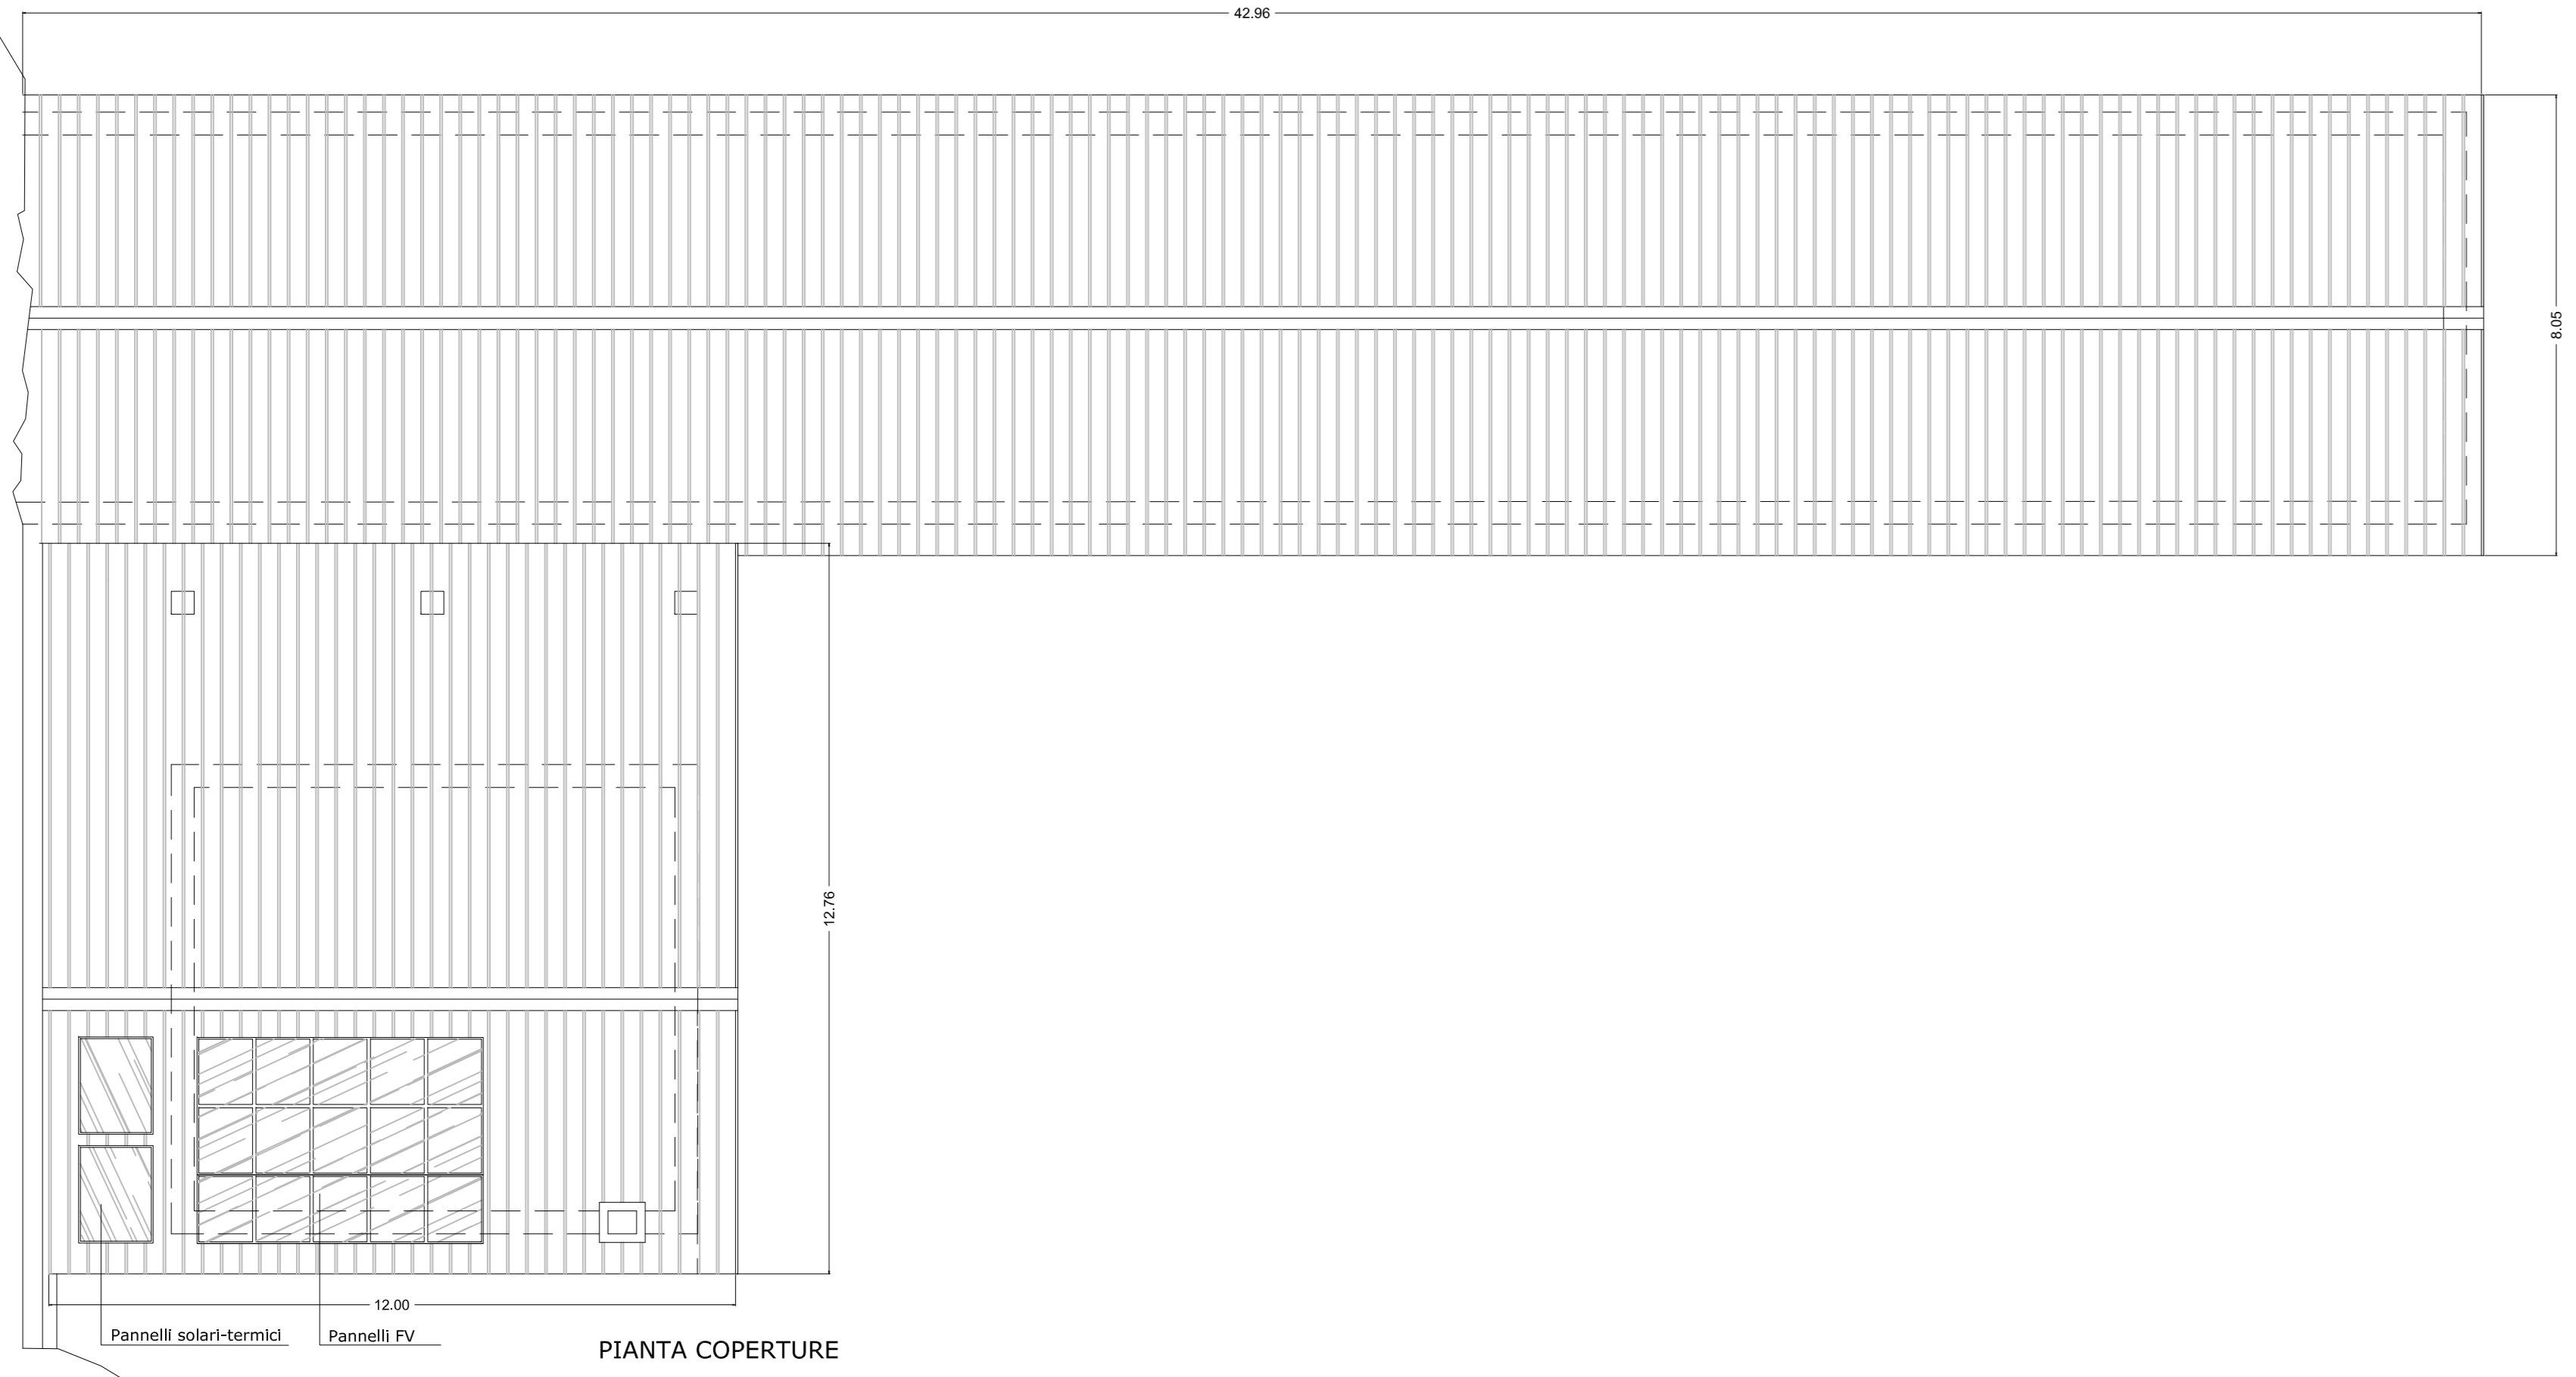 42.96
8.05
12.76
12.00
Pannelli solari-termici
Pannelli FV
PIANTA COPERTURE